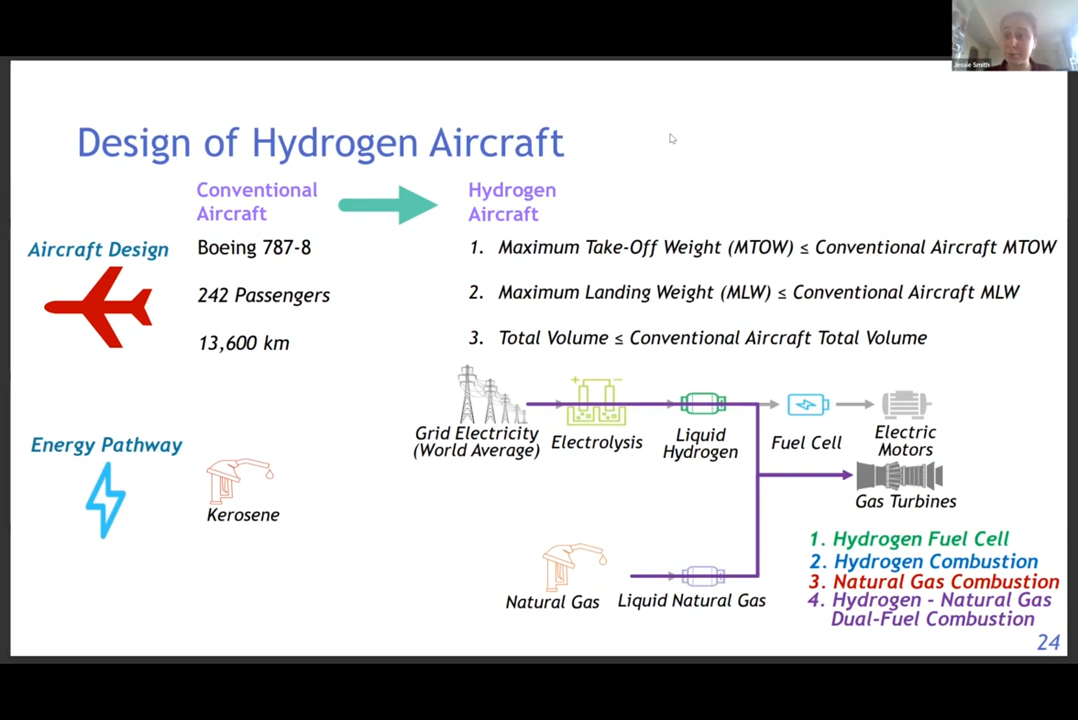 Jessie Smith
Design of Hydrogen Aircraft
Conventional
Aircraft
Hydrogen
Aircraft
Aircraft Design
Boeing 787-8
242 Passengers
13,600 km
1. Maximum Take-Off Weight (MTOW) ≤ Conventional Aircraft MTOW
2. Maximum Landing Weight (MLW) ≤ Conventional Aircraft MLW
3. Total Volume ≤ Conventional Aircraft Total Volume
Energy Pathway
Kerosene
+ −
Grid Electricity
(World Average)
Electrolysis
Liquid
Hydrogen
Fuel Cell
Electric
Motors
Gas Turbines
Natural Gas
Liquid Natural Gas
1. Hydrogen Fuel Cell
2. Hydrogen Combustion
3. Natural Gas Combustion
4. Hydrogen - Natural Gas
Dual-Fuel Combustion
24